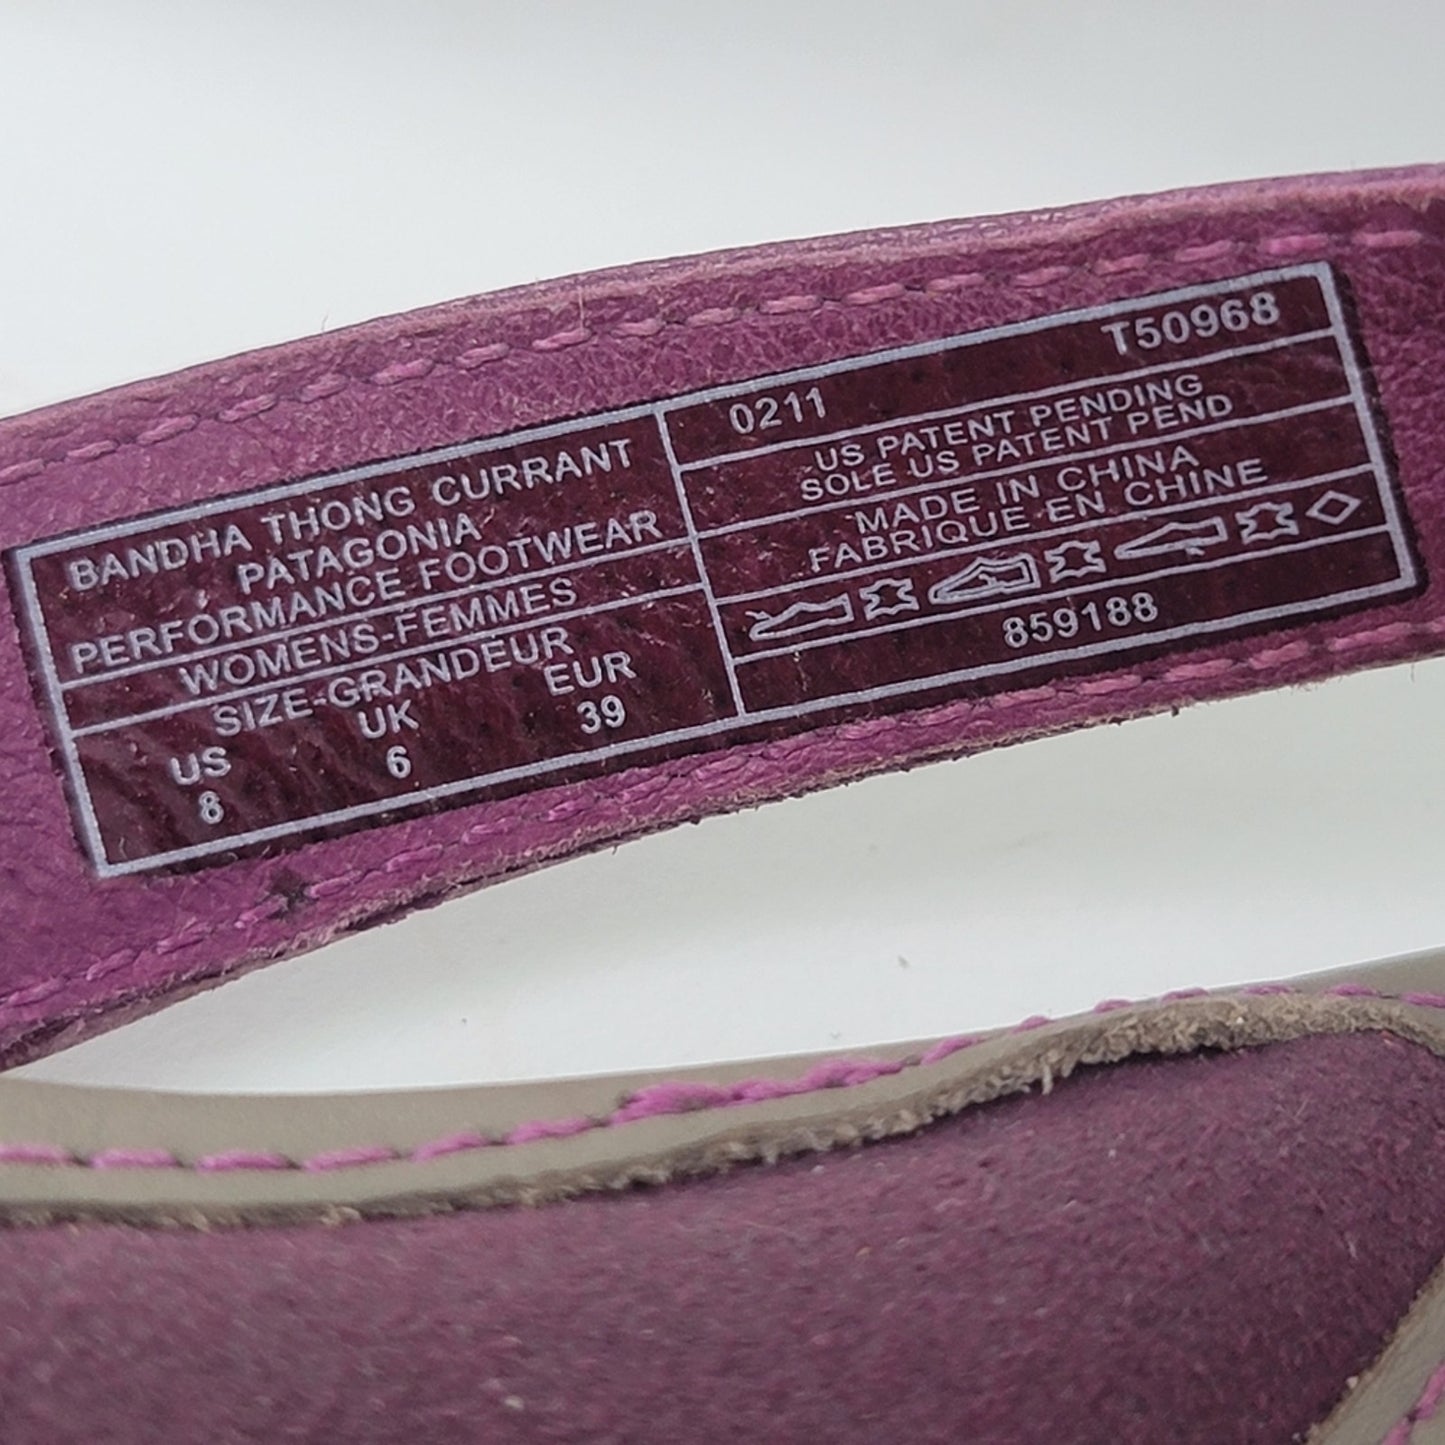 BANDHA THONG CURRANT
PATAGONIA
PERFORMANCE FOOTWEAR
WOMENS-FEMMES
SIZE-GRANDEUR
US UK EUR
8 6 39
0211 T50968
US PATENT PENDING
SOLE US PATENT PEND
MADE IN CHINA
FABRIQUE EN CHINE
859188